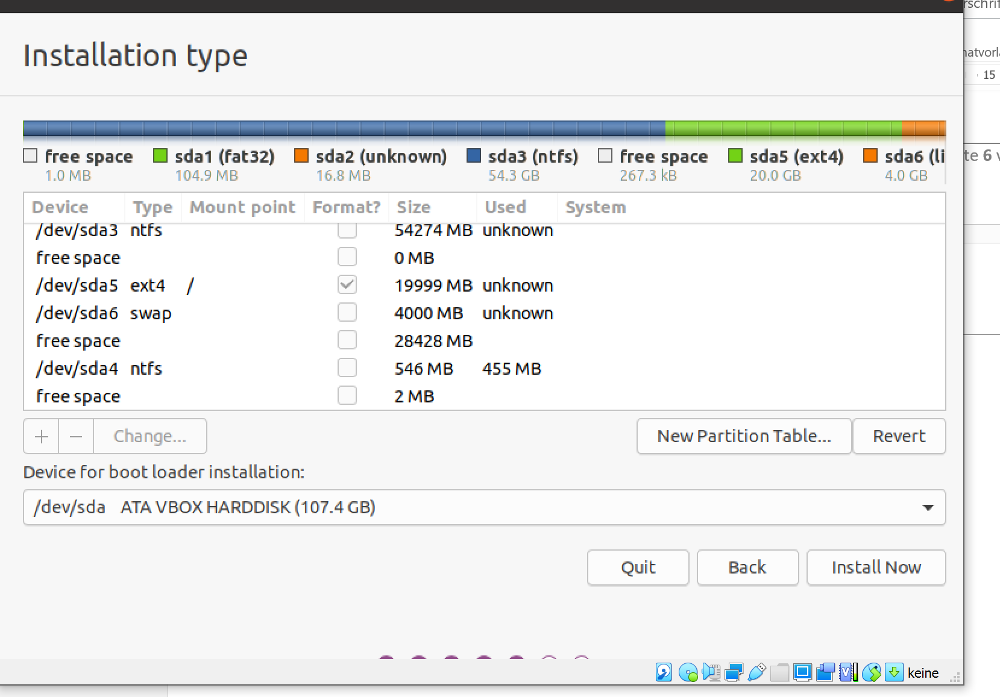 rschrif
Installation type
natvorla
15
free space sda1 (fat32) sda2 (unknown) sda3 (ntfs) free space sda5 (ext4) sda6 (li
te 6 v
1.0 MB 104.9 MB 16.8 MB 54.3 GB 267.3 kB 20.0 GB 4.0 GB
Device Type Mount point Format? Size Used System
/dev/sda3 ntfs 54274 MB unknown
free space 0 MB
/dev/sda5 ext4 / 19999 MB unknown
/dev/sda6 swap 4000 MB unknown
free space 28428 MB
/dev/sda4 ntfs 546 MB 455 MB
free space 2 MB
+ − Change... New Partition Table... Revert
Device for boot loader installation:
/dev/sda ATA VBOX HARDDISK (107.4 GB)
Quit Back Install Now
keine